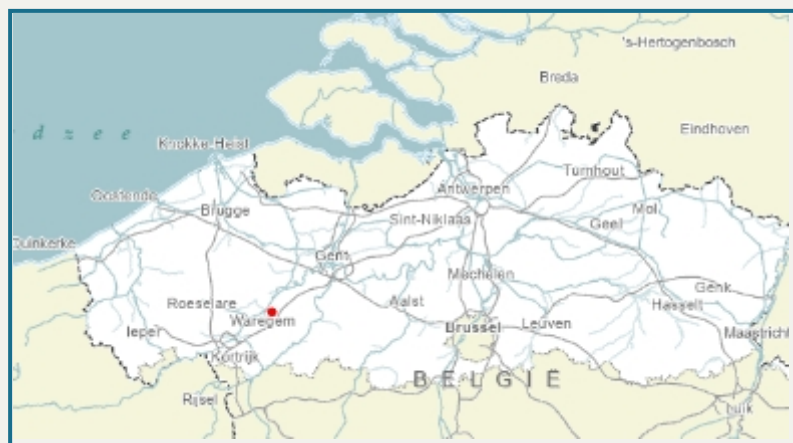 's-Hertogenbosch
Breda
Eindhoven
d z e e
Knokke-Heist
Turnhout
Antwerpen
Oostende
Mol
Brugge
Sint-Niklaas
Geel
Duinkerke
Gent
Mechelen
Genk
Roeselare
Aalst
Hasselt
Waregem
Ieper
Brussel
Leuven
Maastricht
Kortrijk
BELGIË
Rijsel
Luik